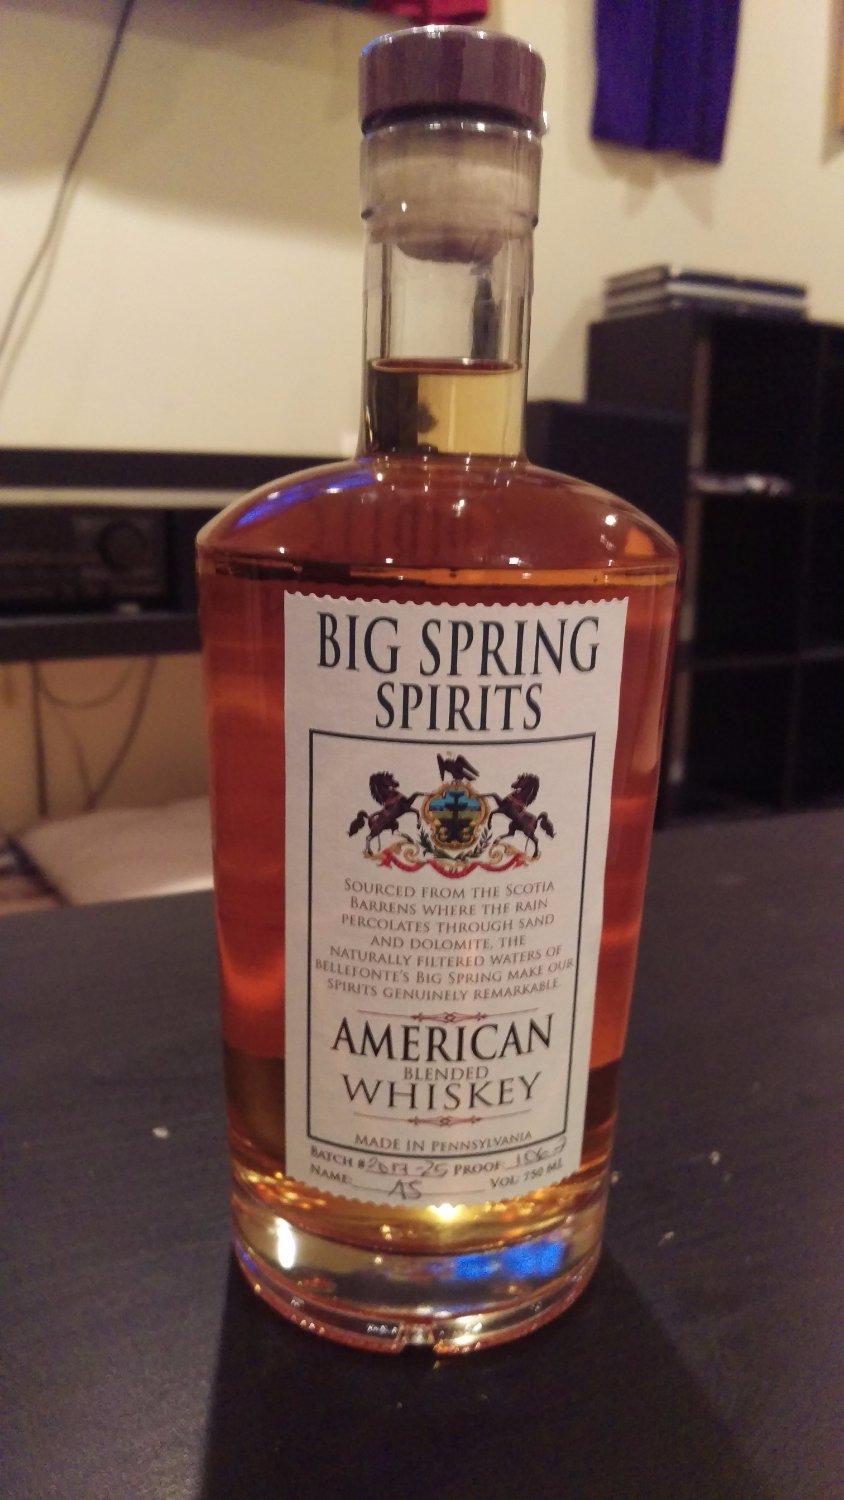 BIG SPRING
SPIRITS
SOURCED FROM THE SCOTIA
BARRENS WHERE THE RAIN
PERCOLATES THROUGH SAND
AND DOLOMITE, THE
NATURALLY FILTERED WATERS OF
BELLEFONTE'S BIG SPRING MAKE OUR
SPIRITS GENUINELY REMARKABLE.
AMERICAN
BLENDED
WHISKEY
MADE IN PENNSYLVANIA
BATCH #2017-25 PROOF:
NAME: AS VOL: 750 ML